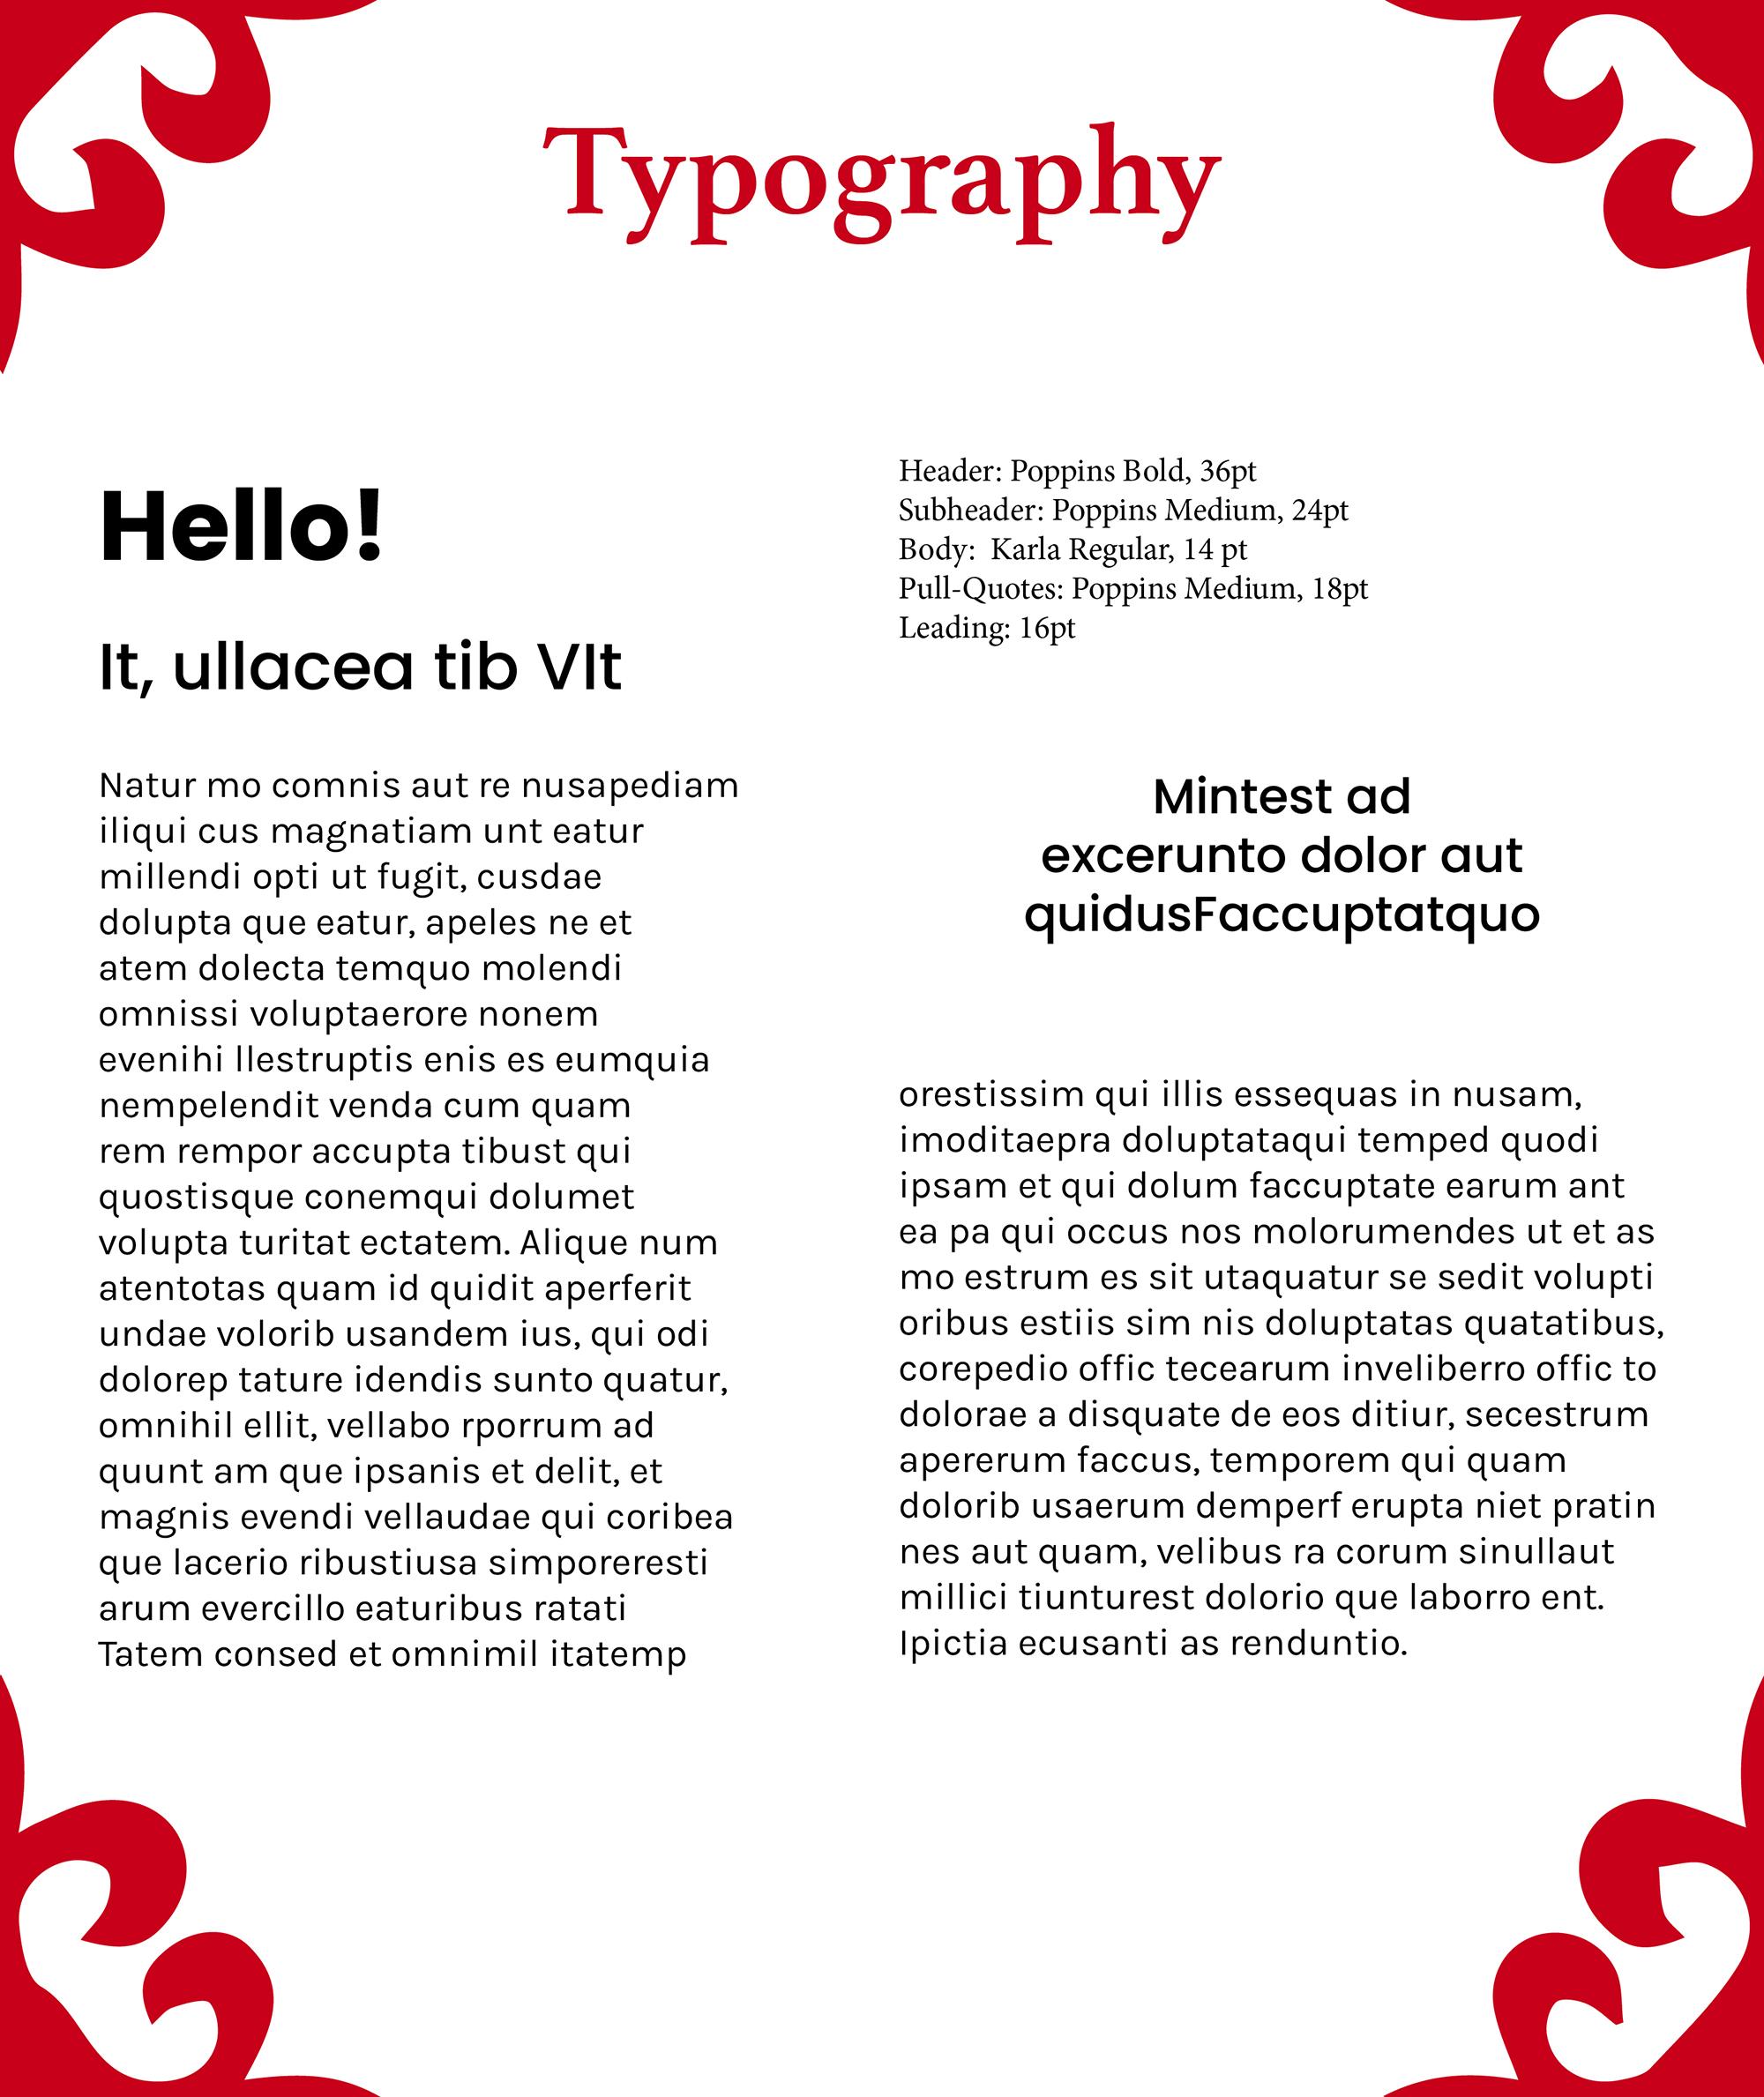 Typography
Hello!
It, ullacea tib VIt
Natur mo comnis aut re nusapediam
iliqui cus magnatiam unt eatur
millendi opti ut fugit, cusdae
dolupta que eatur, apeles ne et
atem dolecta temquo molendi
omnissi voluptaerore nonem
evenihi llestruptis enis es eumquia
nempelendit venda cum quam
rem rempor accupta tibust qui
quostisque conemqui dolumet
volupta turitat ectatem. Alique num
atentotas quam id quidit aperferit
undae volorib usandem ius, qui odi
dolorep tature idendis sunto quatur,
omnihil ellit, vellabo rporrum ad
quunt am que ipsanis et delit, et
magnis evendi vellaudae qui coribea
que lacerio ribustiusa simporeresti
arum evercillo eaturibus ratati
Tatem consed et omnimil itatemp
Header: Poppins Bold, 36pt
Subheader: Poppins Medium, 24pt
Body:  Karla Regular, 14 pt
Pull-Quotes: Poppins Medium, 18pt
Leading: 16pt
Mintest ad
excerunto dolor aut
quidusFaccuptatquo
orestissim qui illis essequas in nusam,
imoditaepra doluptataqui temped quodi
ipsam et qui dolum faccuptate earum ant
ea pa qui occus nos molorumendes ut et as
mo estrum es sit utaquatur se sedit volupti
oribus estiis sim nis doluptatas quatatibus,
corepedio offic tecearum inveliberro offic to
dolorae a disquate de eos ditiur, secestrum
apererum faccus, temporem qui quam
dolorib usaerum demperf erupta niet pratin
nes aut quam, velibus ra corum sinullaut
millici tiunturest dolorio que laborro ent.
Ipictia ecusanti as renduntio.